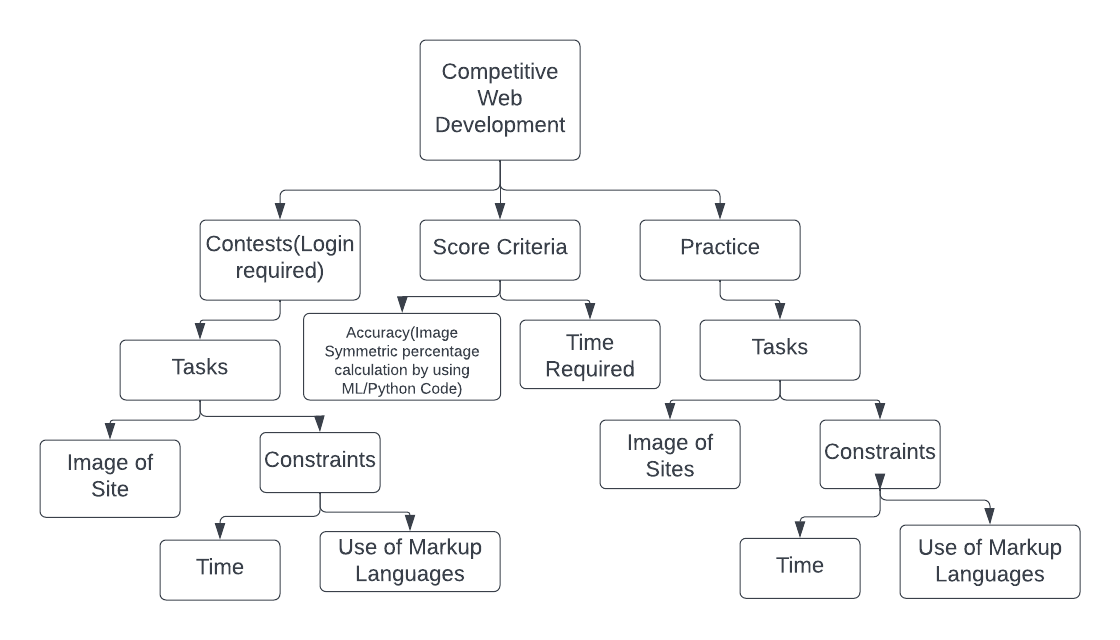 Competitive
Web
Development
Contests(Login
required)
Score Criteria
Practice
Accuracy(Image
Symmetric percentage
calculation by using
ML/Python Code)
Time
Required
Tasks
Tasks
Image of
Site
Constraints
Image of
Sites
Constraints
Time
Use of Markup
Languages
Time
Use of Markup
Languages